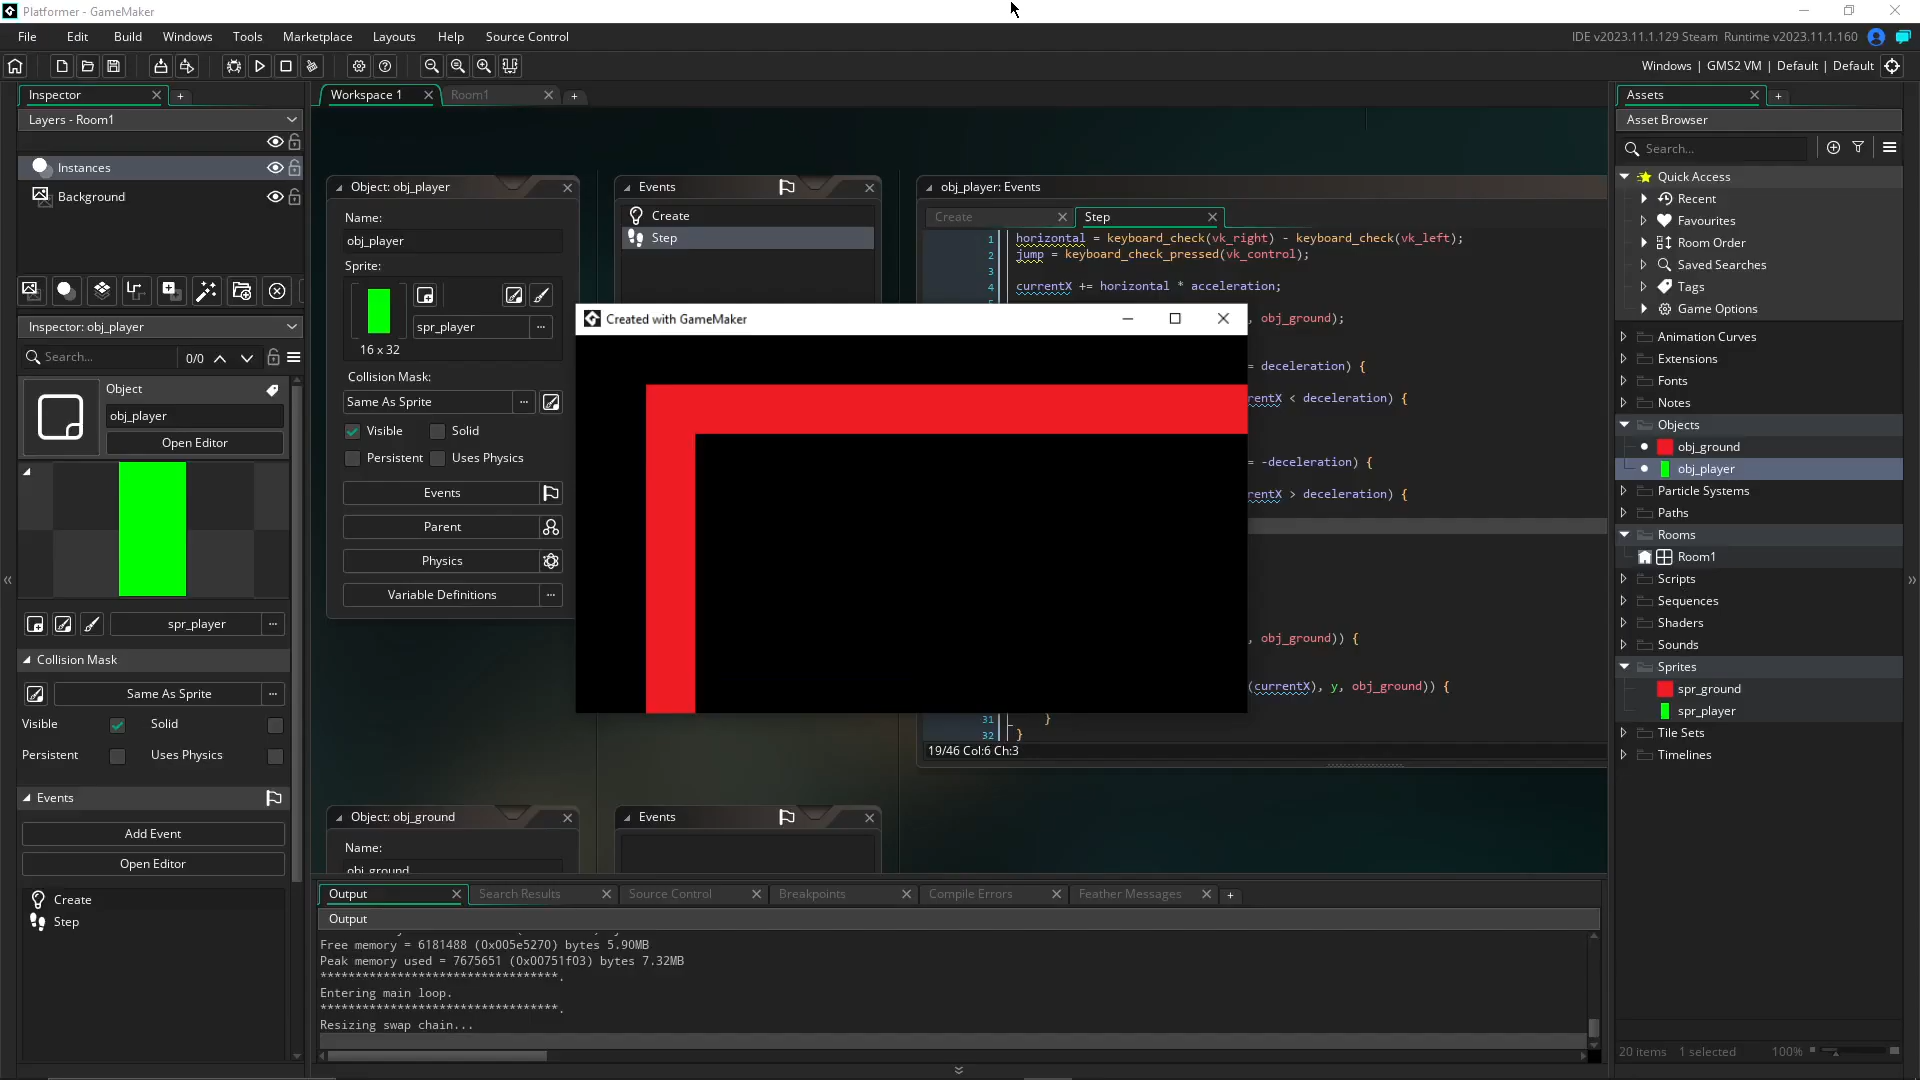 Platformer - GameMaker
File Edit Build Windows Tools Marketplace Layouts Help Source Control
IDE v2023.11.1.129 Steam Runtime v2023.11.1.160
Windows | GMS2 VM | Default | Default
Inspector
Layers - Room1
Instances
Background
Inspector: obj_player
Search... 0/0
Object
obj_player
Open Editor
spr_player
Collision Mask
Same As Sprite
Visible Solid
Persistent Uses Physics
Events
Add Event
Open Editor
Create
Step
Workspace 1 Room1
Object: obj_player
Name:
obj_player
Sprite:
spr_player
16 x 32
Collision Mask:
Same As Sprite
Visible Solid
Persistent Uses Physics
Events
Parent
Physics
Variable Definitions
Events
Create
Step
obj_player: Events
Create Step
1 horizontal = keyboard_check(vk_right) - keyboard_check(vk_left);
2 jump = keyboard_check_pressed(vk_control);
3
4 currentX += horizontal * acceleration;
, obj_ground);
= deceleration) {
rentX < deceleration) {
= -deceleration) {
rentX > deceleration) {
, obj_ground)) {
(currentX), y, obj_ground)) {
31 }
32 }
19/46 Col:6 Ch:3
Created with GameMaker
Object: obj_ground
Name:
obj_ground
Events
Output Search Results Source Control Breakpoints Compile Errors Feather Messages
Output
Free memory = 6181488 (0x005e5270) bytes 5.90MB
Peak memory used = 7675651 (0x00751f03) bytes 7.32MB
**********************************.
Entering main loop.
**********************************.
Resizing swap chain...
Assets
Asset Browser
Search...
Quick Access
Recent
Favourites
Room Order
Saved Searches
Tags
Game Options
Animation Curves
Extensions
Fonts
Notes
Objects
obj_ground
obj_player
Particle Systems
Paths
Rooms
Room1
Scripts
Sequences
Shaders
Sounds
Sprites
spr_ground
spr_player
Tile Sets
Timelines
20 items 1 selected 100%